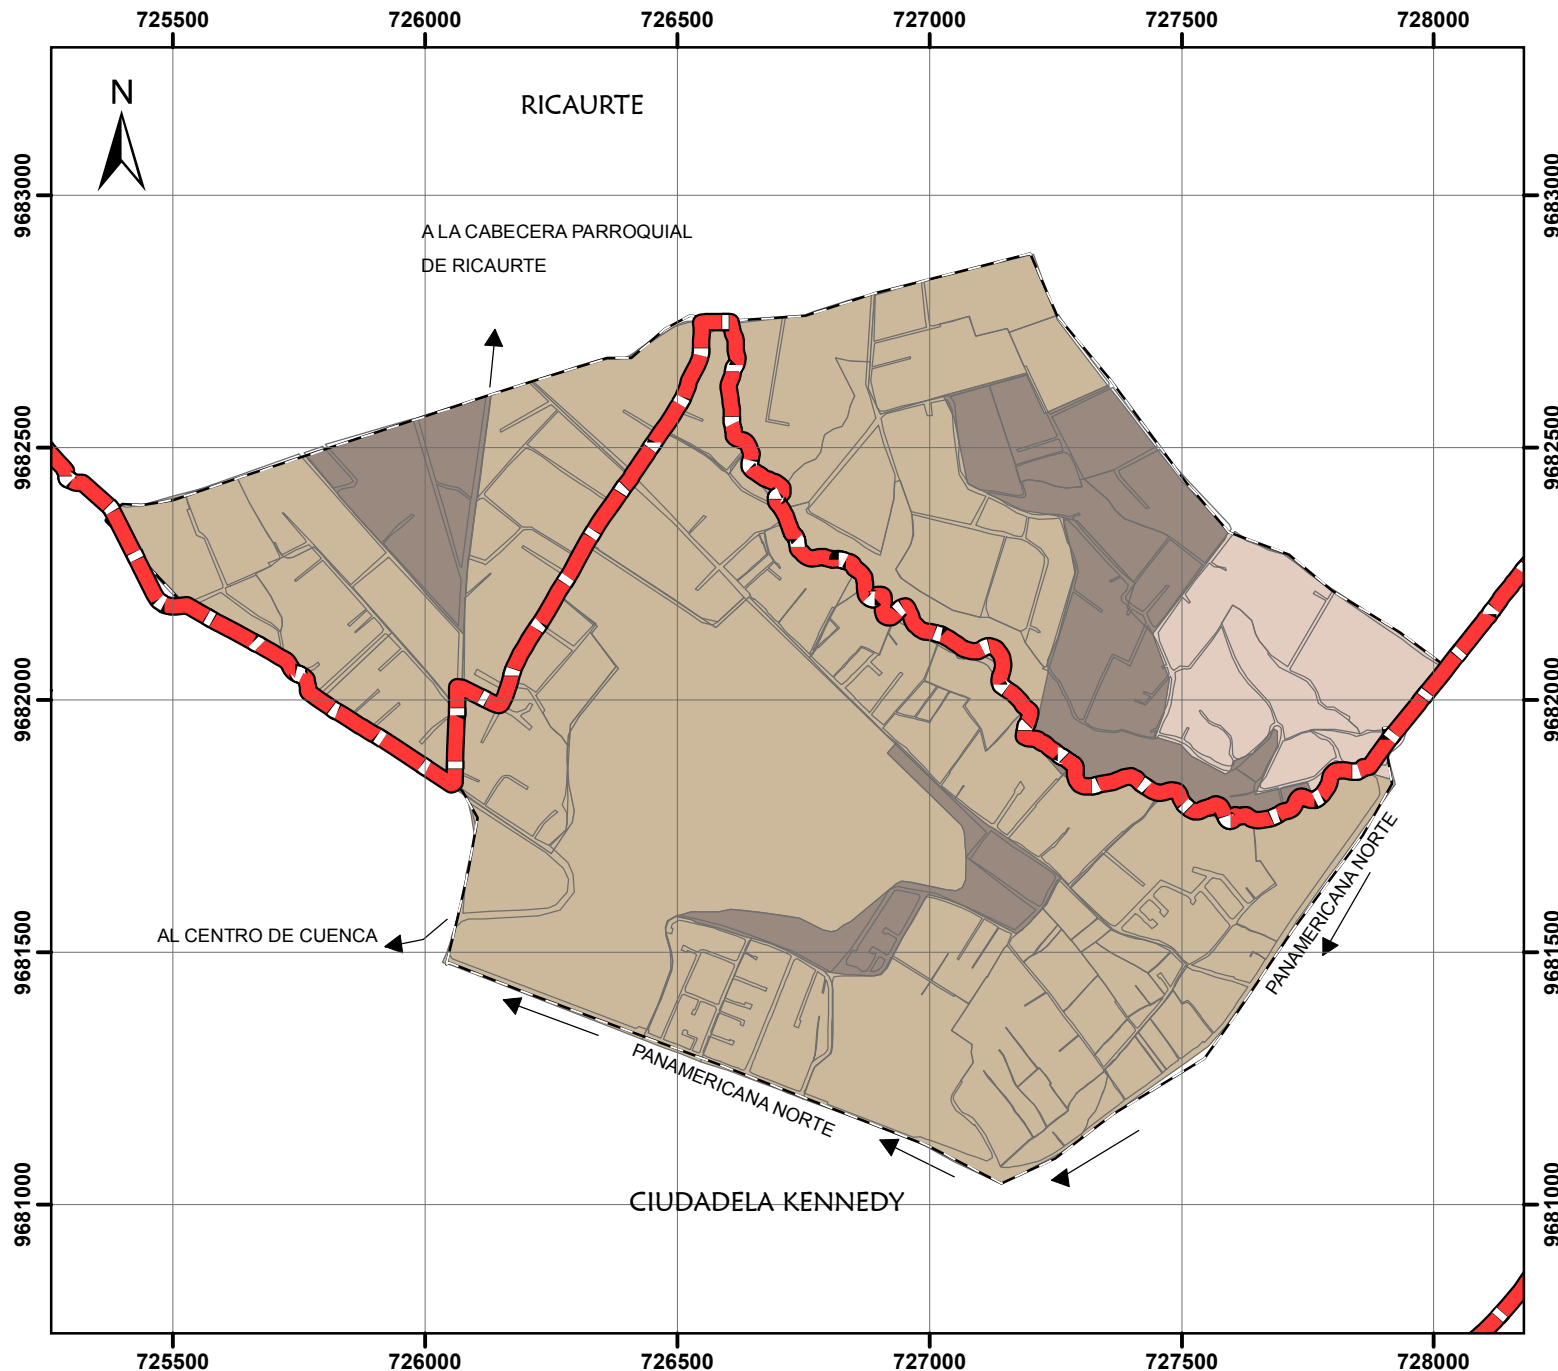 725500 726000 726500 727000 727500 728000
N
RICAURTE
9683000 9683000
A LA CABECERA PARROQUIAL
DE RICAURTE
9682500 9682500
9682000 9682000
PANAMERICANA NORTE
AL CENTRO DE CUENCA
9681500 9681500
PANAMERICANA NORTE
CIUDADELA KENNEDY
9681000 9681000
725500 726000 726500 727000 727500 728000